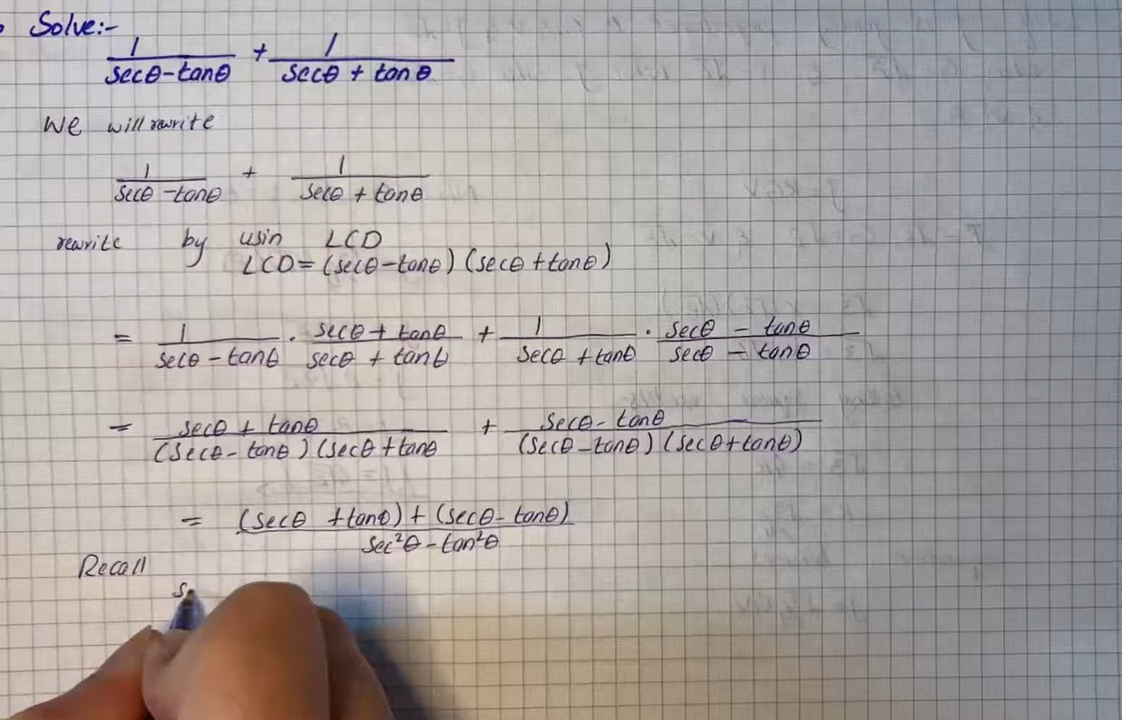 Solve:-
1/(secθ-tanθ) + 1/(secθ + tanθ)
We will rewrite
1/(secθ -tanθ) + 1/(secθ + tanθ)
rewrite by usin LCD
LCD = (secθ-tanθ) (secθ +tanθ)
= 1/(secθ - tanθ) . (secθ + tanθ)/(secθ + tanθ) + 1/(secθ + tanθ) . (secθ - tanθ)/(secθ - tanθ)
= (secθ + tanθ)/((secθ - tanθ) (secθ + tanθ) + (secθ - tanθ)/((secθ -tanθ) (secθ +tanθ))
= ((secθ +tanθ) + (secθ- tanθ))/(sec²θ - tan²θ)
Recall
s